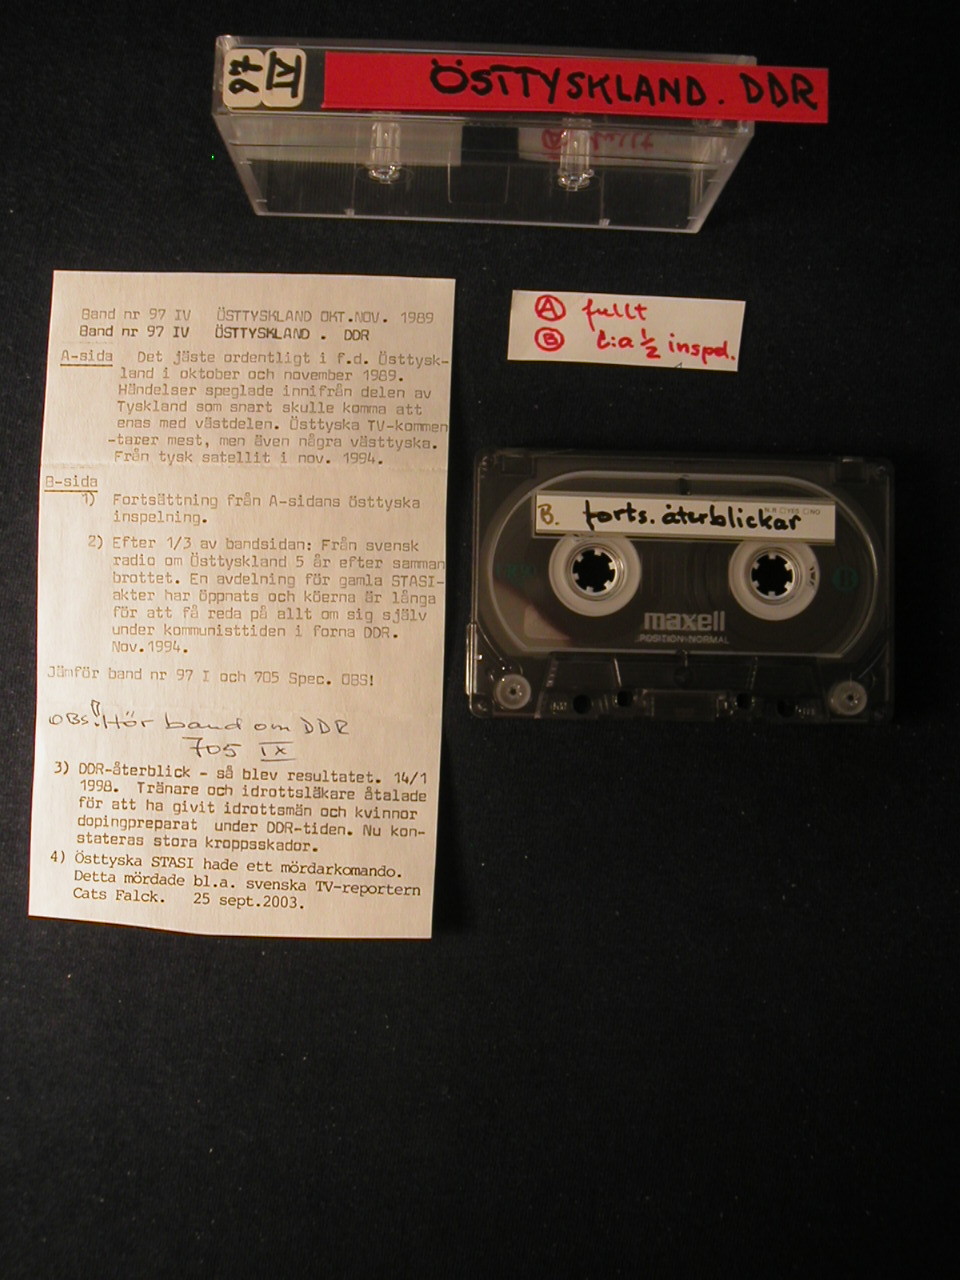 97
IV
ÖSTTYSKLAND. DDR
Band nr 97 IV ÖSTTYSKLAND OKT.NOV. 1989
Band nr 97 IV ÖSTTYSKLAND . DDR
A-sida Det jäste ordentligt i f.d. Östtysk-
land i oktober och november 1989.
Händelser speglade innifrån delen av
Tyskland som snart skulle komma att
enas med västdelen. Östtyska TV-kommen
-tarer mest, men även några västtyska.
Från tysk satellit i nov. 1994.
B-sida
1) Fortsättning från A-sidans östtyska
inspelning.
2) Efter 1/3 av bandsidan: Från svensk
radio om Östtyskland 5 år efter samman
brottet. En avdelning för gamla STASI-
akter har öppnats och köerna är långa
för att få reda på allt om sig själv
under kommunisttiden i forna DDR.
Nov.1994.
Jämför band nr 97 I och 705 Spec. OBS!
OBS! Hör band om DDR
705 IX
3) DDR-återblick - så blev resultatet. 14/1
1998. Tränare och idrottsläkare åtalade
för att ha givit idrottsmän och kvinnor
dopingpreparat under DDR-tiden. Nu kon-
stateras stora kroppsskador.
4) Östtyska STASI hade ett mördarkomando.
Detta mördade bl.a. svenska TV-reportern
Cats Falck. 25 sept.2003.
A fullt
B C:a ½ inspel.
B. forts. återblickar
N.R □YES □NO
maxell
POSITION·NORMAL